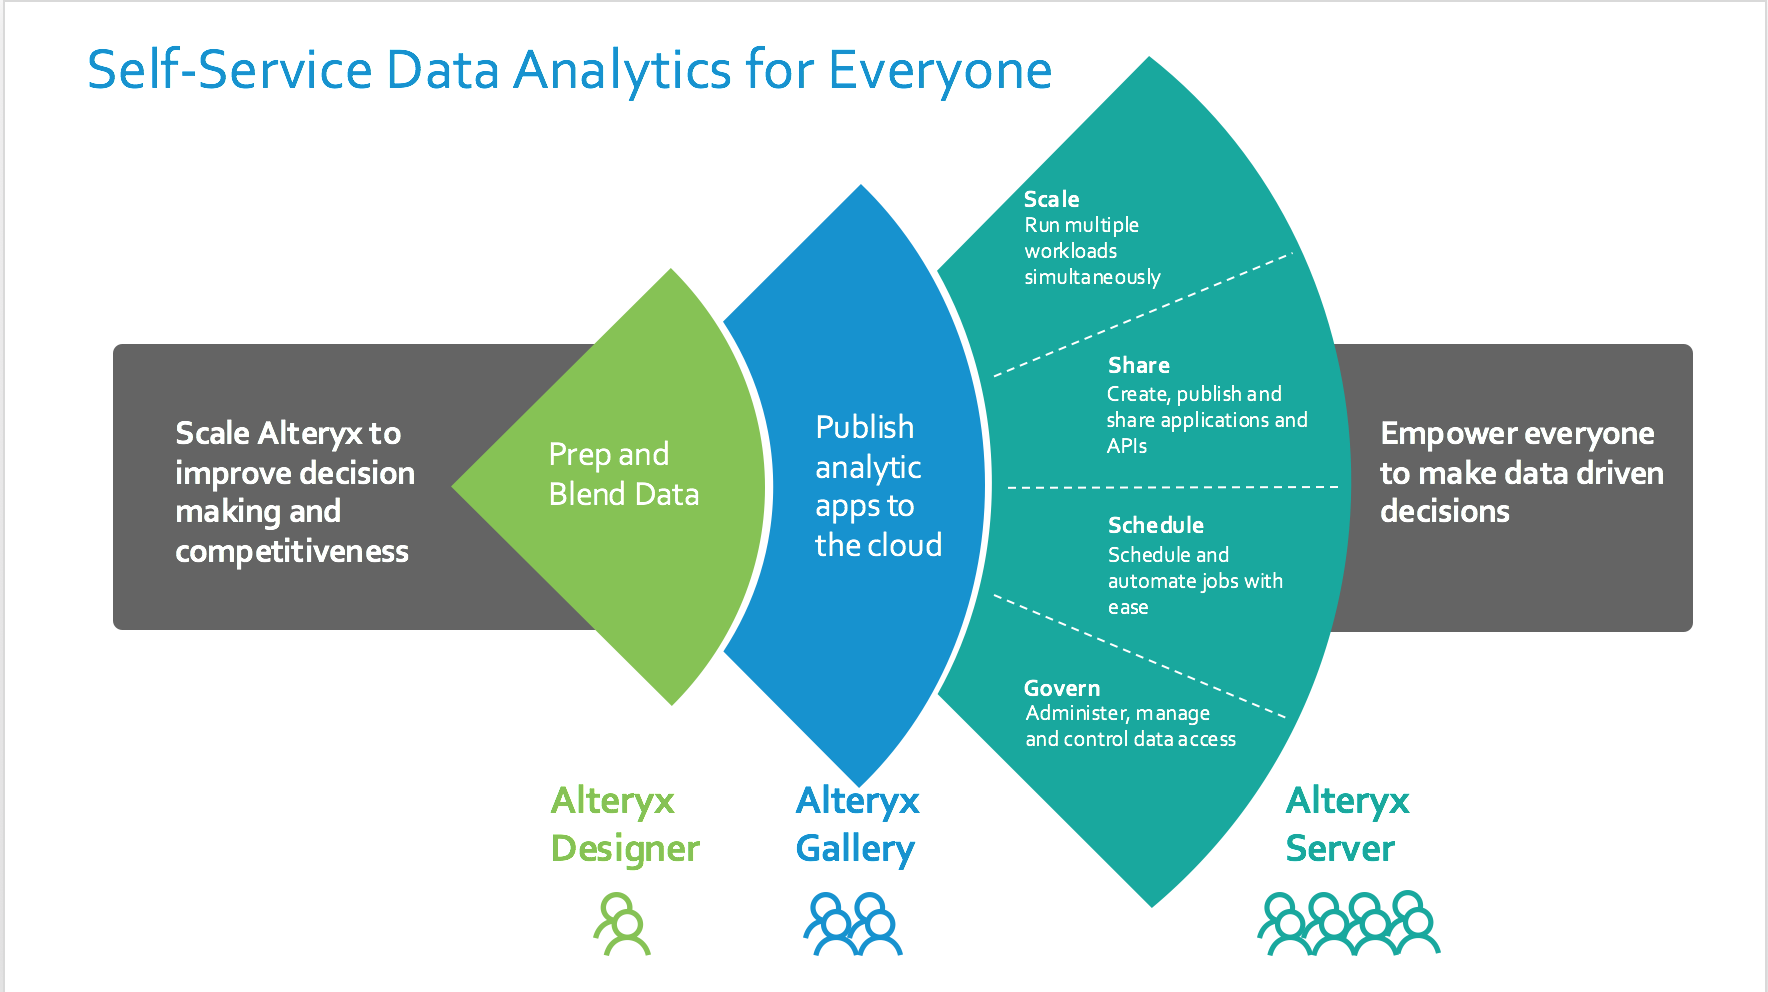 Self-Service Data Analytics for Everyone
Scale Alteryx to
improve decision
making and
competitiveness
Prep and
Blend Data
Publish
analytic
apps to
the cloud
Scale
Run multiple
workloads
simultaneously
Share
Create, publish and
share applications and
APIs
Schedule
Schedule and
automate jobs with
ease
Govern
Administer, manage
and control data access
Empower everyone
to make data driven
decisions
Alteryx
Designer
Alteryx
Gallery
Alteryx
Server